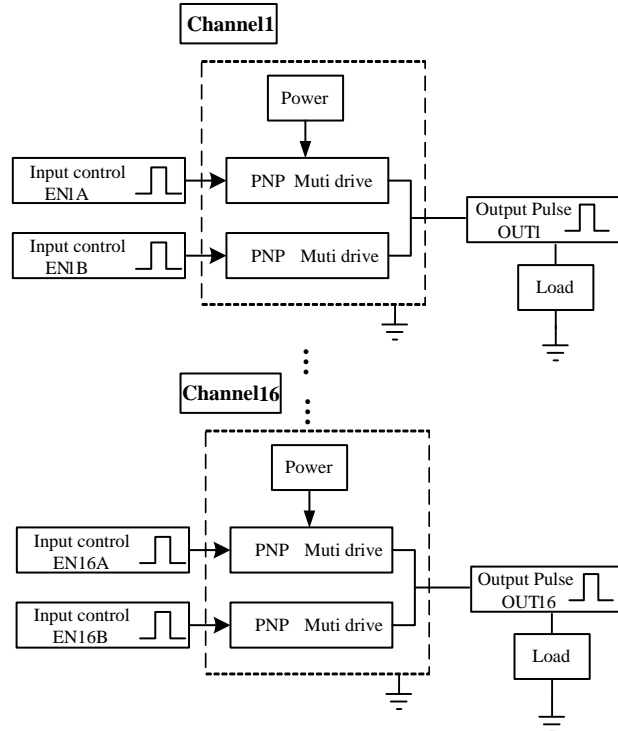 Channel1
Power
Input control
EN1A
PNP Muti drive
Output Pulse
OUT1
Input control
EN1B
PNP Muti drive
Load
Channel16
Power
Input control
EN16A
PNP Muti drive
Output Pulse
OUT16
Input control
EN16B
PNP Muti drive
Load